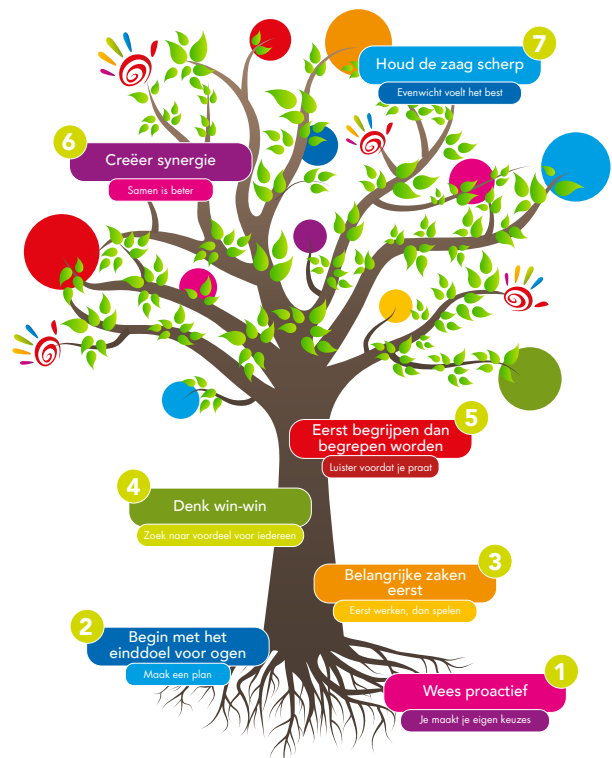 7
Houd de zaag scherp
Evenwicht voelt het best
6
Creëer synergie
Samen is beter
5
Eerst begrijpen dan
begrepen worden
Luister voordat je praat
4
Denk win-win
Zoek naar voordeel voor iedereen
3
Belangrijke zaken
eerst
Eerst werken, dan spelen
2
Begin met het
einddoel voor ogen
Maak een plan
1
Wees proactief
Je maakt je eigen keuzes